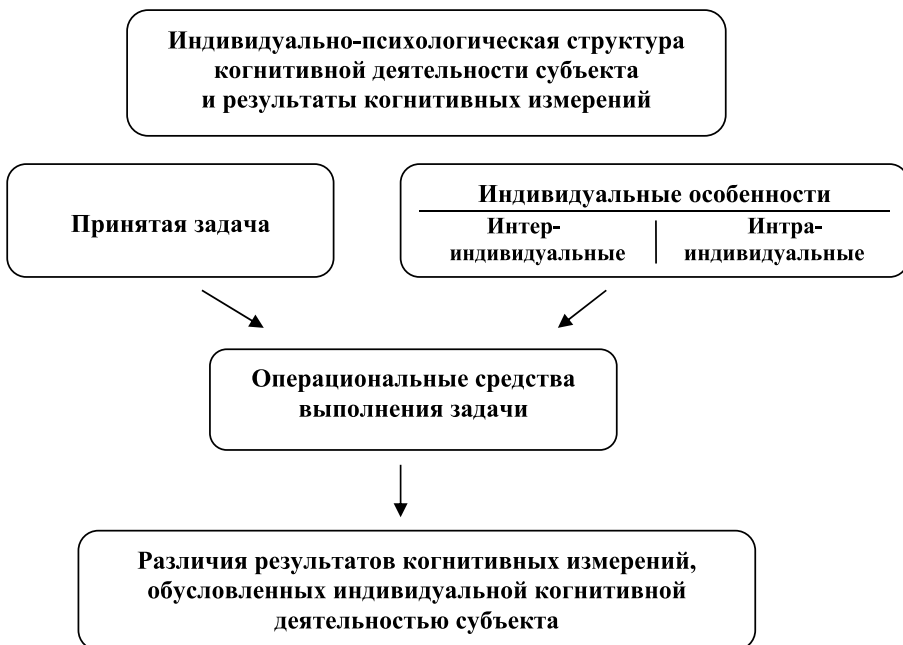 Индивидуально-психологическая структура
когнитивной деятельности субъекта
и результаты когнитивных измерений
Принятая задача
Индивидуальные особенности
Интер-
индивидуальные
Интра-
индивидуальные
Операциональные средства
выполнения задачи
Различия результатов когнитивных измерений,
обусловленных индивидуальной когнитивной
деятельностью субъекта